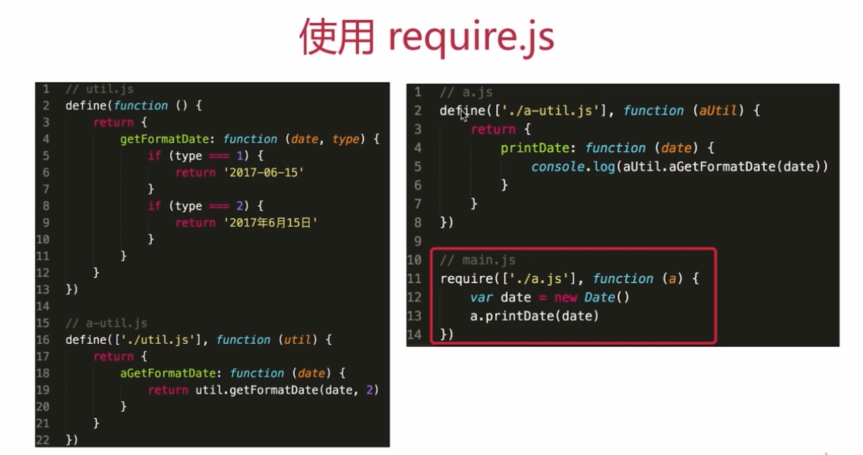 使用 require.js
1 // util.js
2 define(function () {
3 return {
4 getFormatDate: function (date, type) {
5 if (type === 1) {
6 return '2017-06-15'
7 }
8 if (type === 2) {
9 return '2017年6月15日'
10 }
11 }
12 }
13 })
14
15 // a-util.js
16 define(['./util.js'], function (util) {
17 return {
18 aGetFormatDate: function (date) {
19 return util.getFormatDate(date, 2)
20 }
21 }
22 })
1 // a.js
2 define(['./a-util.js'], function (aUtil) {
3 return {
4 printDate: function (date) {
5 console.log(aUtil.aGetFormatDate(date))
6 }
7 }
8 })
9
10 // main.js
11 require(['./a.js'], function (a) {
12 var date = new Date()
13 a.printDate(date)
14 })